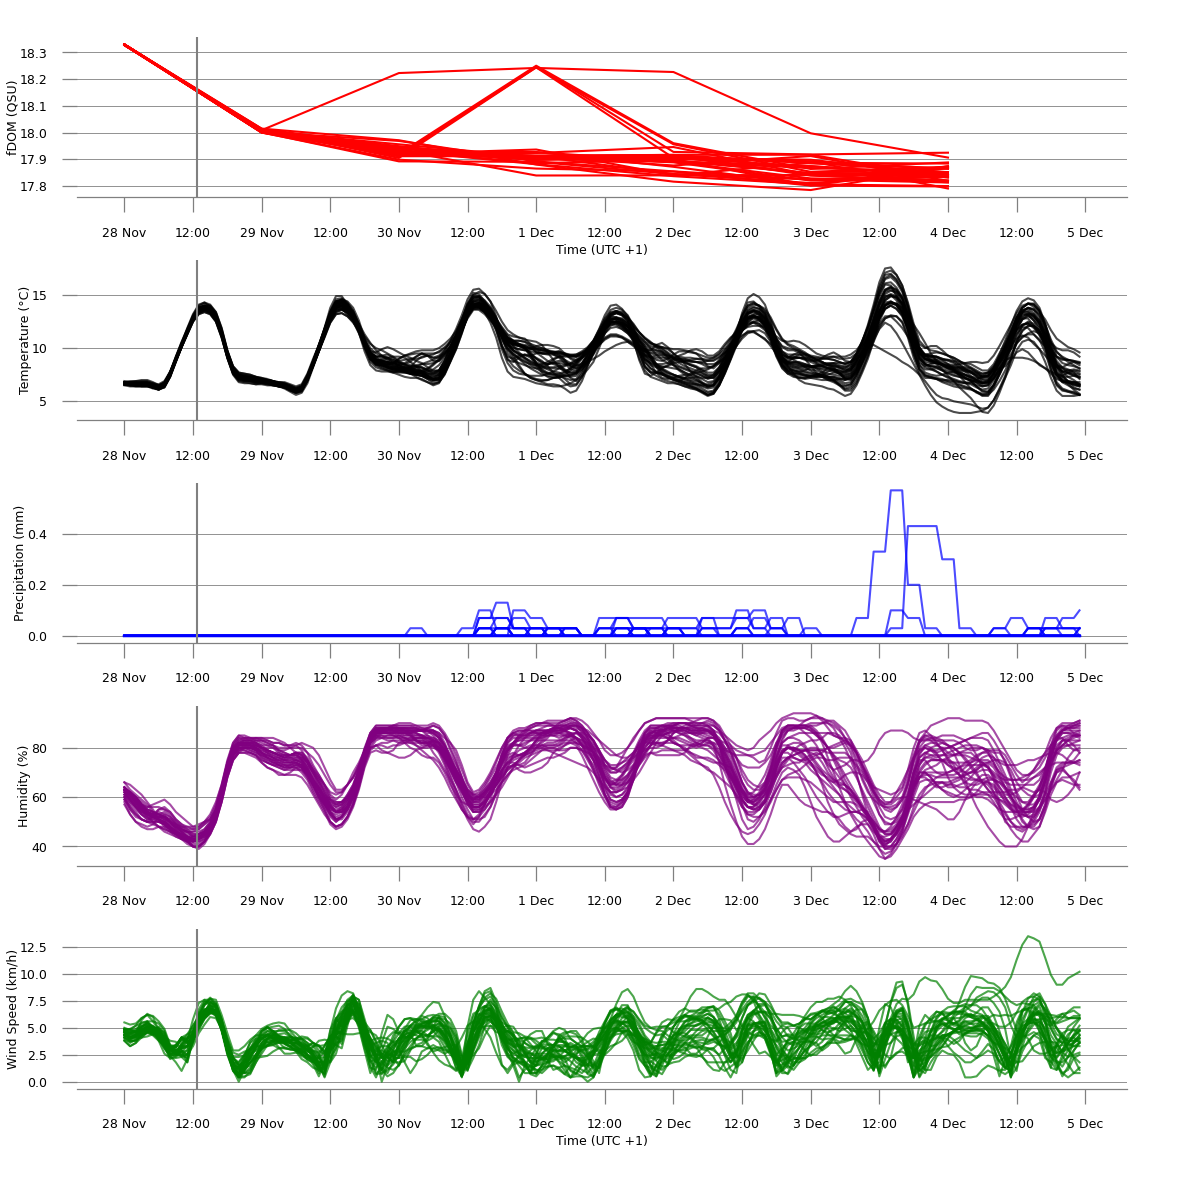 fDOM (QSU)
18.3
18.2
18.1
18.0
17.9
17.8
28 Nov 12:00 29 Nov 12:00 30 Nov 12:00 1 Dec 12:00 2 Dec 12:00 3 Dec 12:00 4 Dec 12:00 5 Dec
Time (UTC +1)
Temperature (°C)
15
10
5
28 Nov 12:00 29 Nov 12:00 30 Nov 12:00 1 Dec 12:00 2 Dec 12:00 3 Dec 12:00 4 Dec 12:00 5 Dec
Precipitation (mm)
0.4
0.2
0.0
28 Nov 12:00 29 Nov 12:00 30 Nov 12:00 1 Dec 12:00 2 Dec 12:00 3 Dec 12:00 4 Dec 12:00 5 Dec
Humidity (%)
80
60
40
28 Nov 12:00 29 Nov 12:00 30 Nov 12:00 1 Dec 12:00 2 Dec 12:00 3 Dec 12:00 4 Dec 12:00 5 Dec
Wind Speed (km/h)
12.5
10.0
7.5
5.0
2.5
0.0
28 Nov 12:00 29 Nov 12:00 30 Nov 12:00 1 Dec 12:00 2 Dec 12:00 3 Dec 12:00 4 Dec 12:00 5 Dec
Time (UTC +1)